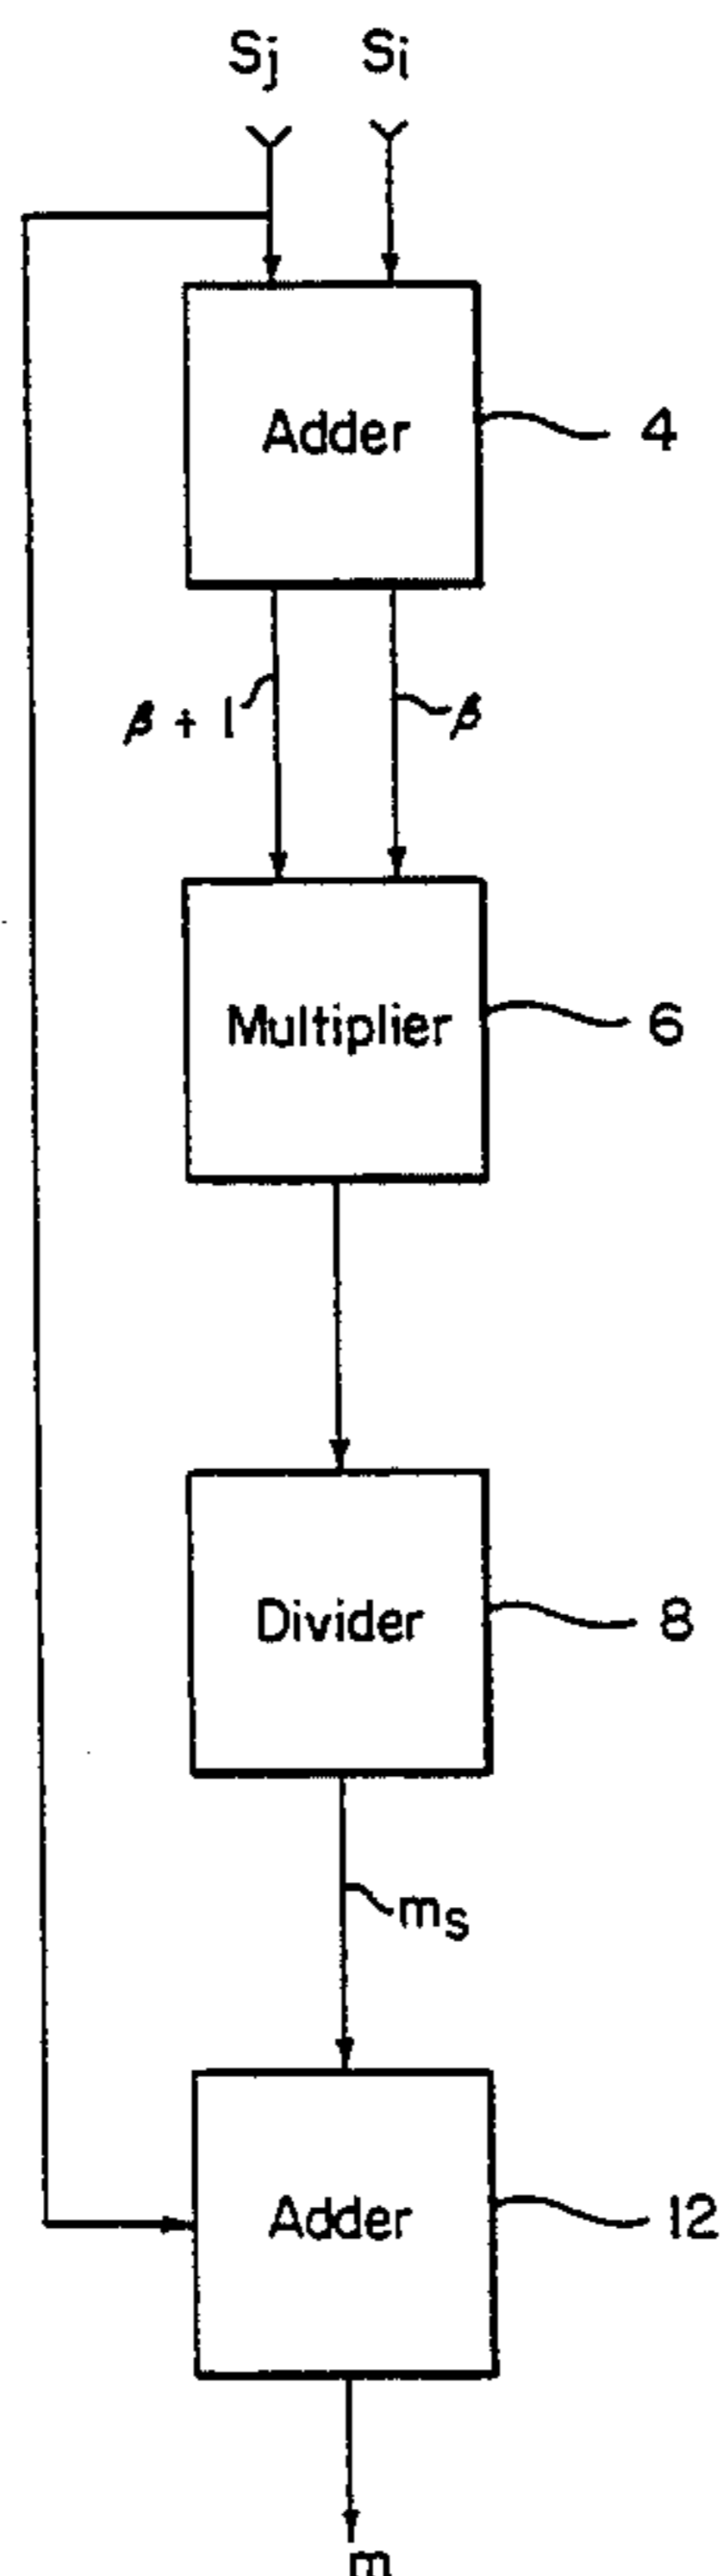 Sj Si
Adder 4
β + 1 β
Multiplier 6
Divider 8
ms
Adder 12
m